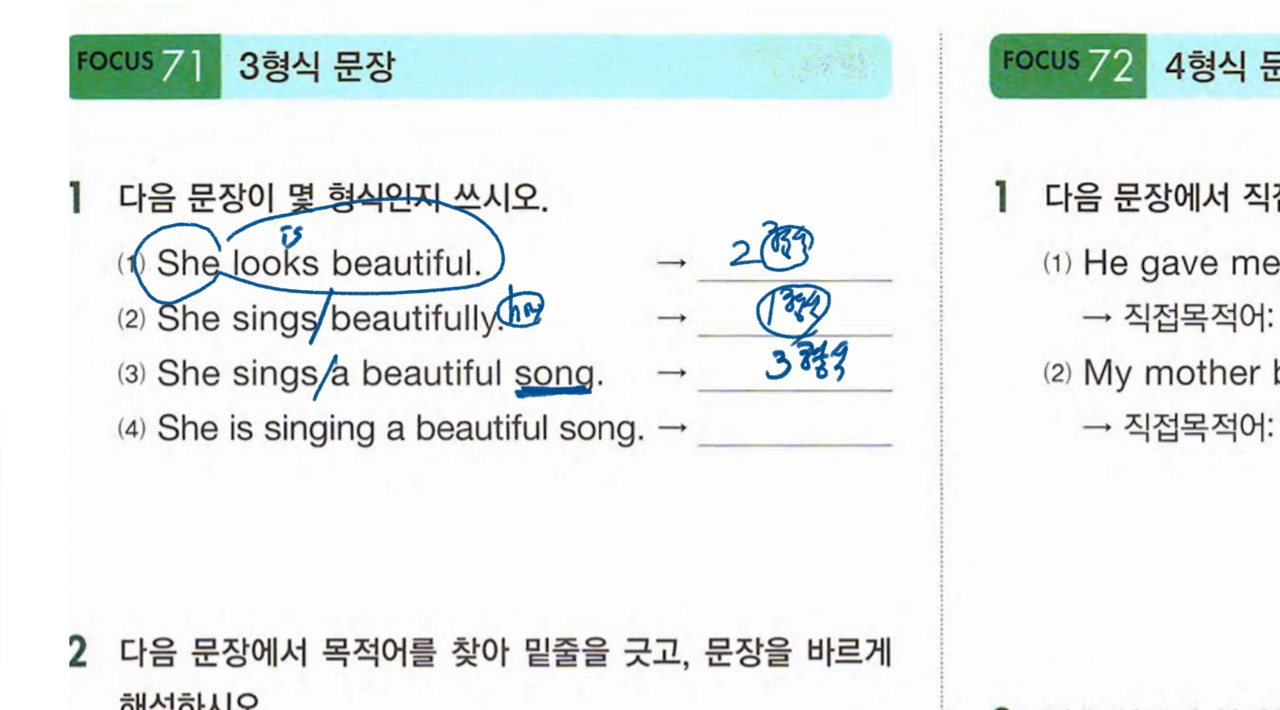 FOCUS 71 3형식 문장
1 다음 문장이 몇 형식인지 쓰시오.
is
(1) She looks beautiful. → 2형식
(2) She sings/beautifully. → 1형식
(3) She sings/a beautiful song. → 3형식
(4) She is singing a beautiful song. →
2 다음 문장에서 목적어를 찾아 밑줄을 긋고, 문장을 바르게
해석하시오
FOCUS 72 4형식
1 다음 문장에서
(1) He gave me
→ 직접목적어:
(2) My mother
→ 직접목적어: